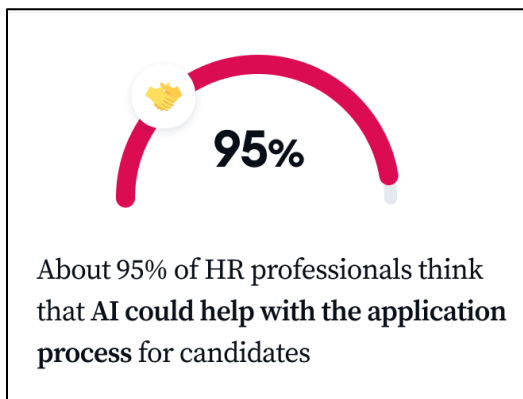 95%
About 95% of HR professionals think
that AI could help with the application
process for candidates